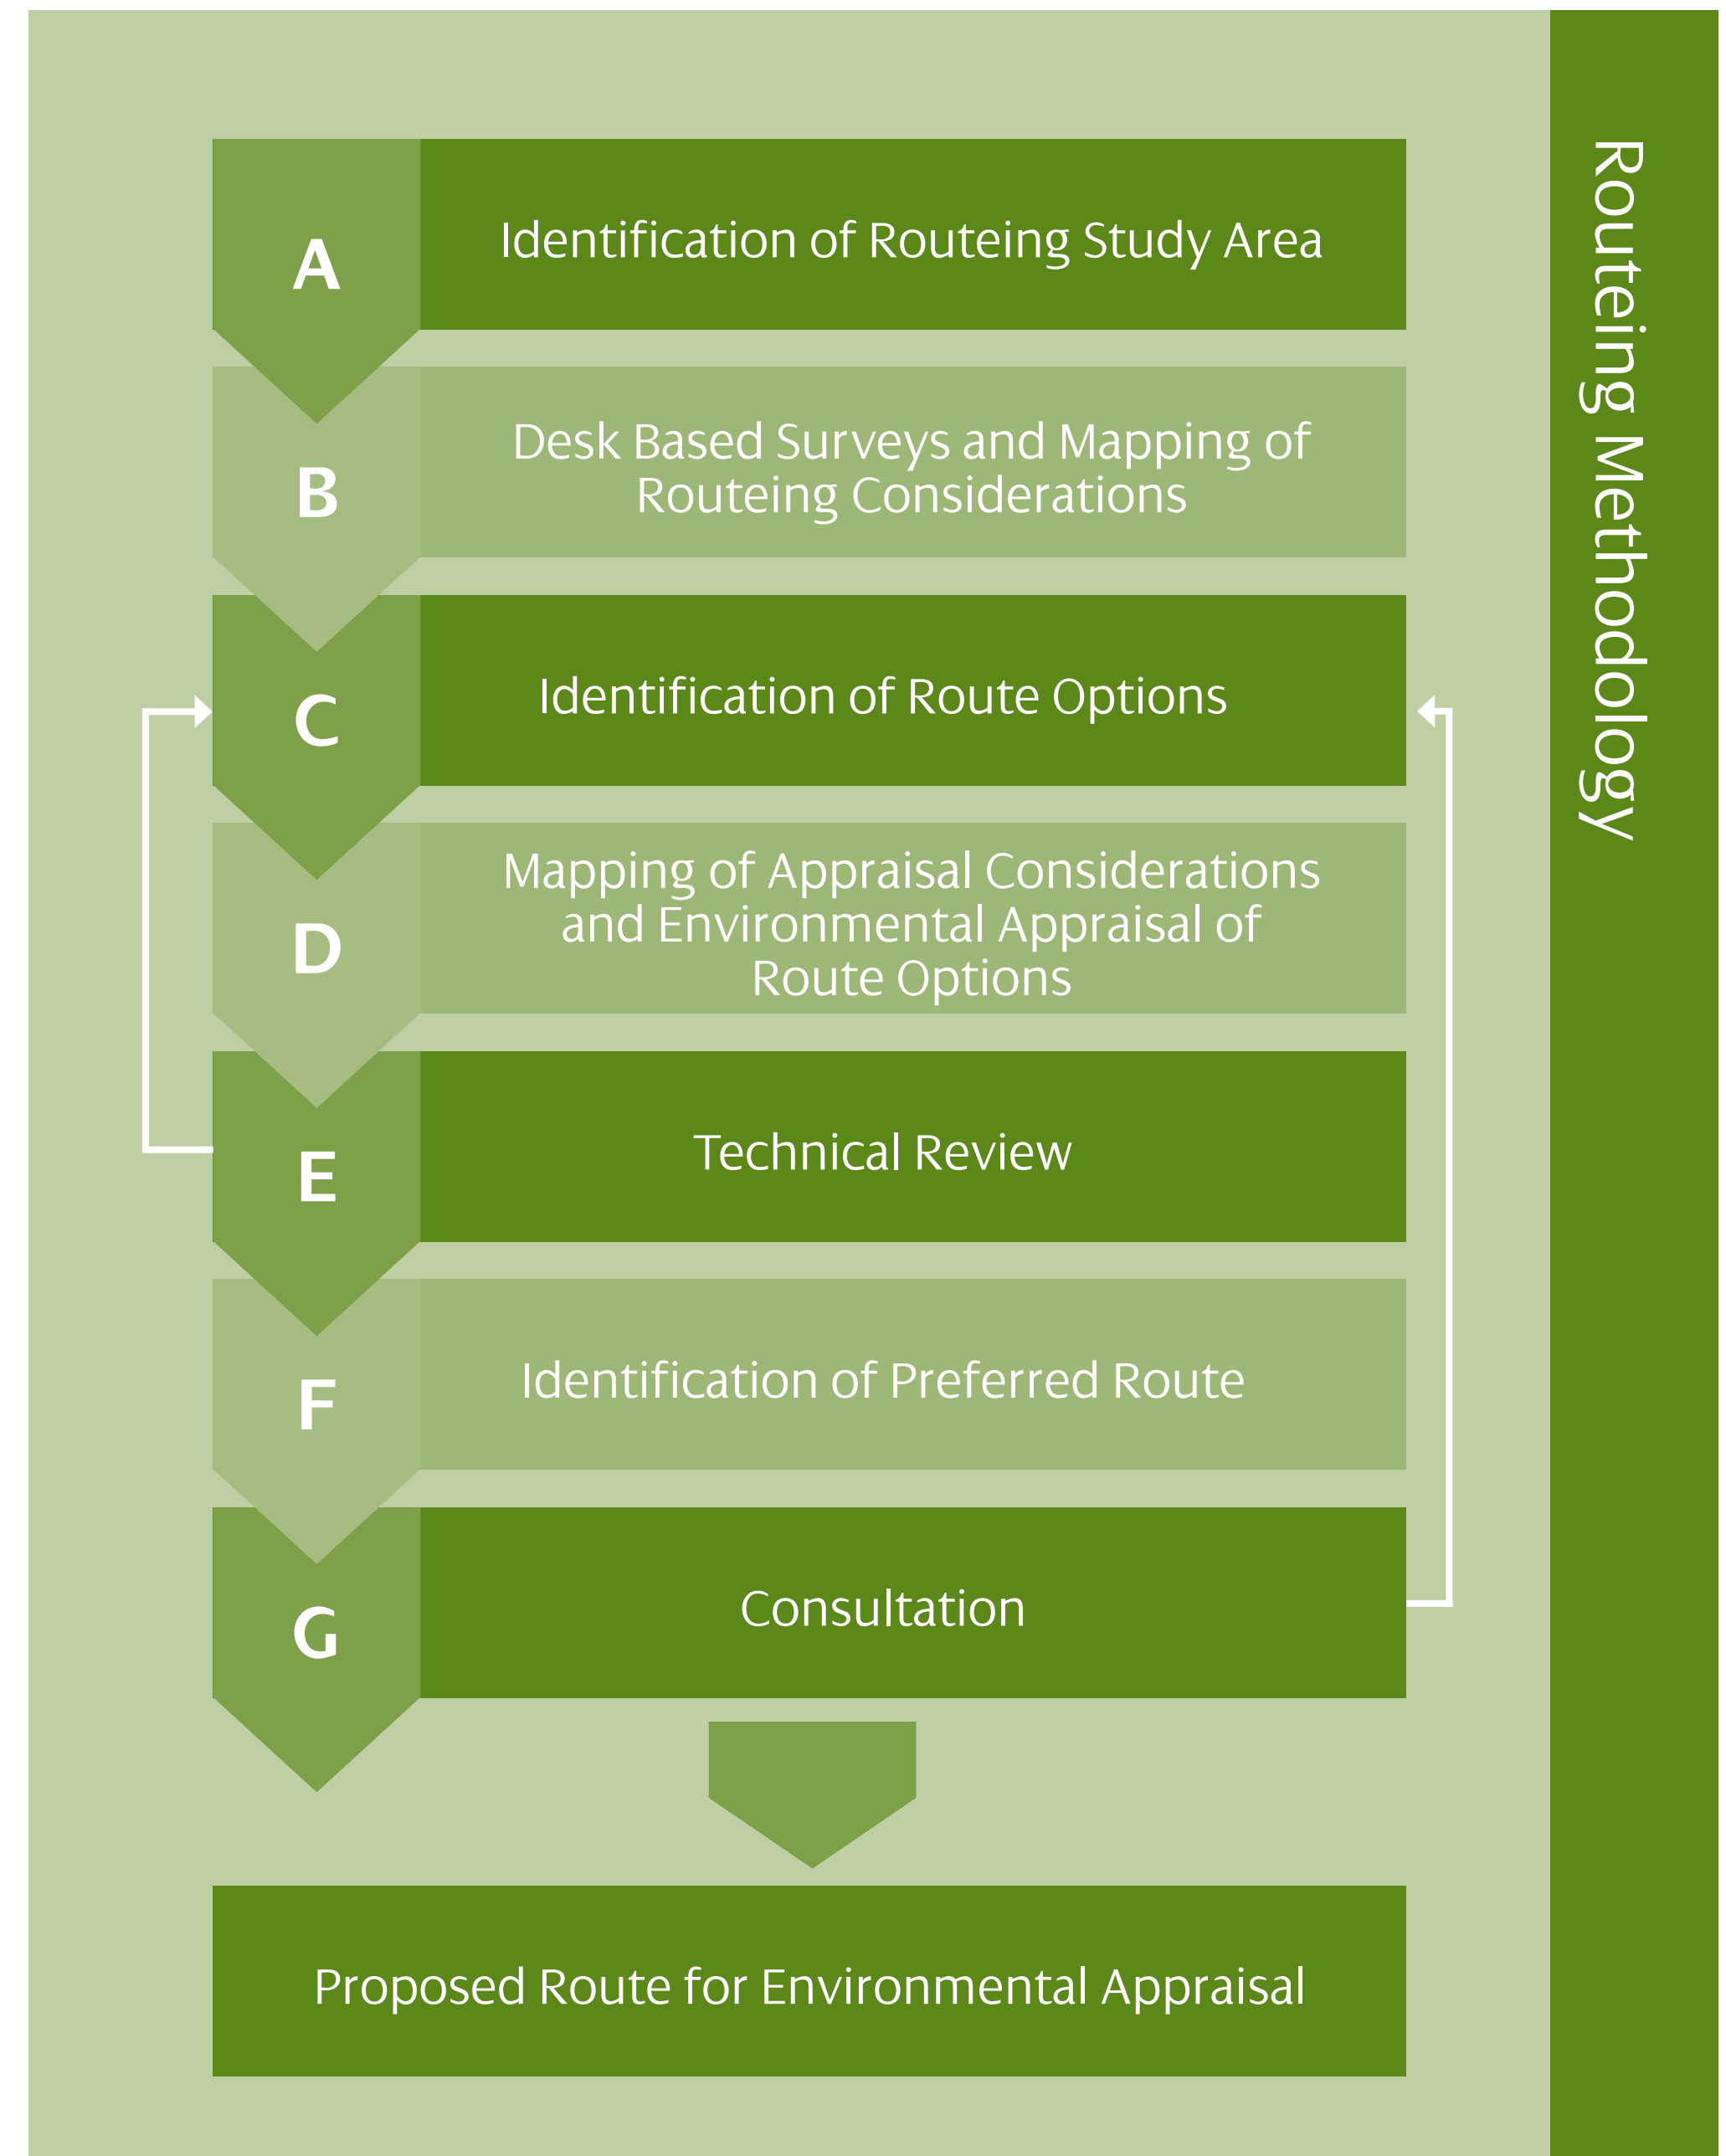 Routeing Methodology
A
Identification of Routeing Study Area
B
Desk Based Surveys and Mapping of
Routeing Considerations
C
Identification of Route Options
D
Mapping of Appraisal Considerations
and Environmental Appraisal of
Route Options
E
Technical Review
F
Identification of Preferred Route
G
Consultation
Proposed Route for Environmental Appraisal